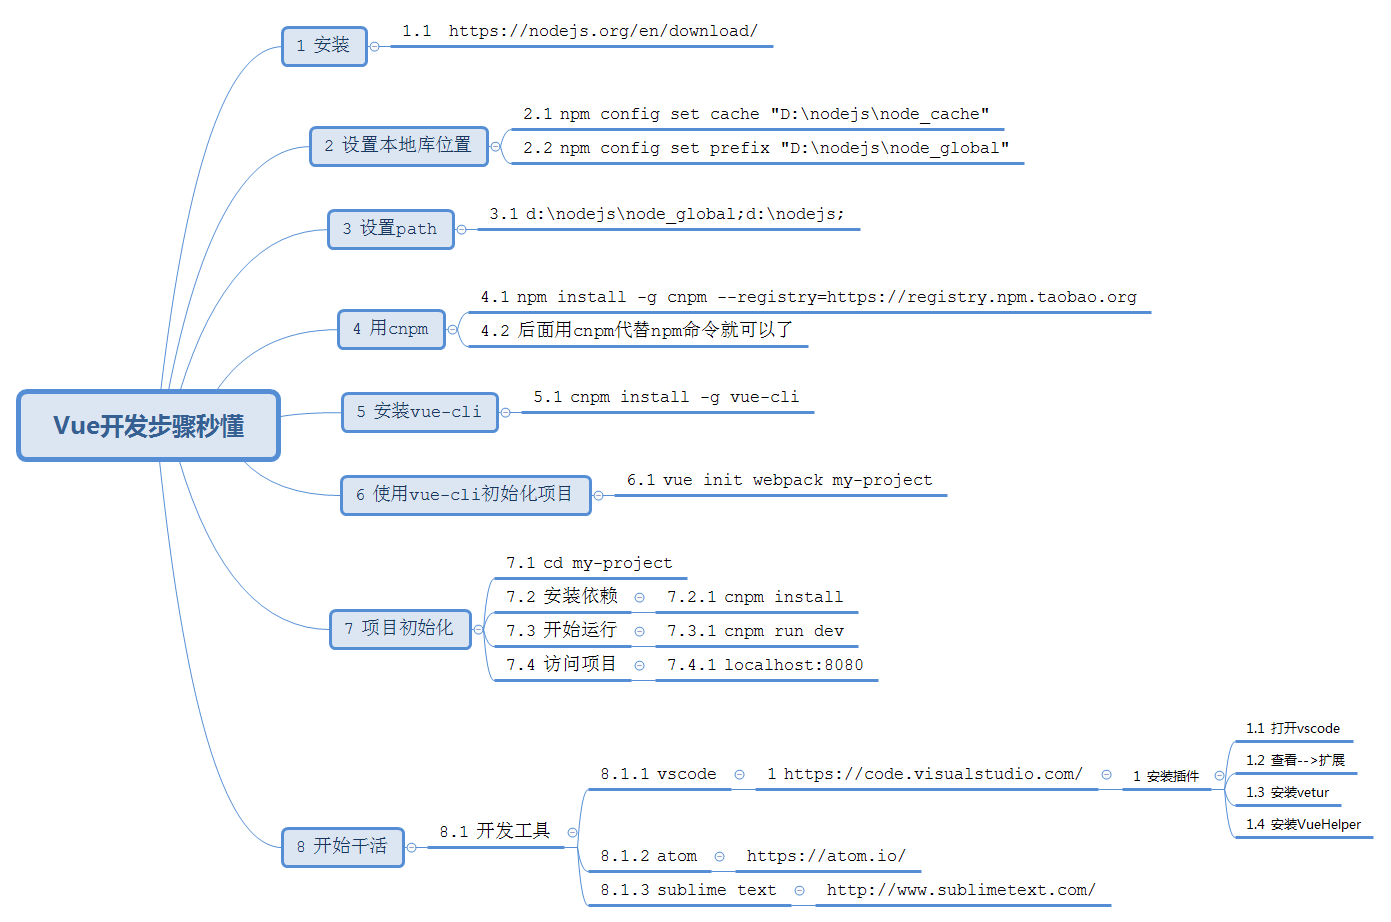 Vue开发步骤秒懂
1 安装
1.1 https://nodejs.org/en/download/
2 设置本地库位置
2.1 npm config set cache "D:\nodejs\node_cache"
2.2 npm config set prefix "D:\nodejs\node_global"
3 设置path
3.1 d:\nodejs\node_global;d:\nodejs;
4 用cnpm
4.1 npm install -g cnpm --registry=https://registry.npm.taobao.org
4.2 后面用cnpm代替npm命令就可以了
5 安装vue-cli
5.1 cnpm install -g vue-cli
6 使用vue-cli初始化项目
6.1 vue init webpack my-project
7 项目初始化
7.1 cd my-project
7.2 安装依赖
7.2.1 cnpm install
7.3 开始运行
7.3.1 cnpm run dev
7.4 访问项目
7.4.1 localhost:8080
8 开始干活
8.1 开发工具
8.1.1 vscode
1 https://code.visualstudio.com/
1 安装插件
1.1 打开vscode
1.2 查看-->扩展
1.3 安装vetur
1.4 安装VueHelper
8.1.2 atom
https://atom.io/
8.1.3 sublime text
http://www.sublimetext.com/